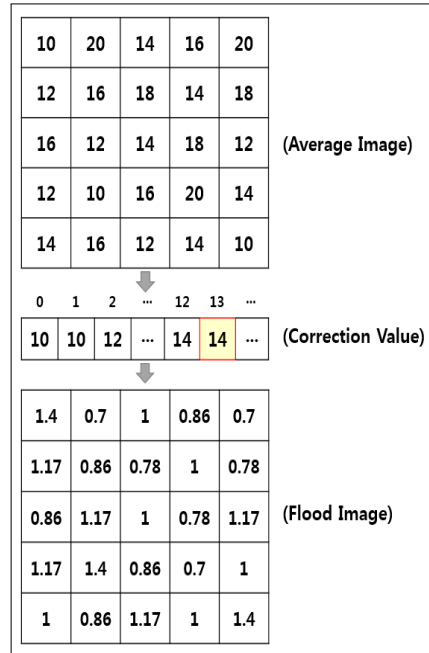 10 20 14 16 20
12 16 18 14 18
16 12 14 18 12
(Average Image)
12 10 16 20 14
14 16 12 14 10
0 1 2 ... 12 13 ...
10 10 12 ... 14 14 ...
(Correction Value)
1.4 0.7 1 0.86 0.7
1.17 0.86 0.78 1 0.78
0.86 1.17 1 0.78 1.17
(Flood Image)
1.17 1.4 0.86 0.7 1
1 0.86 1.17 1 1.4